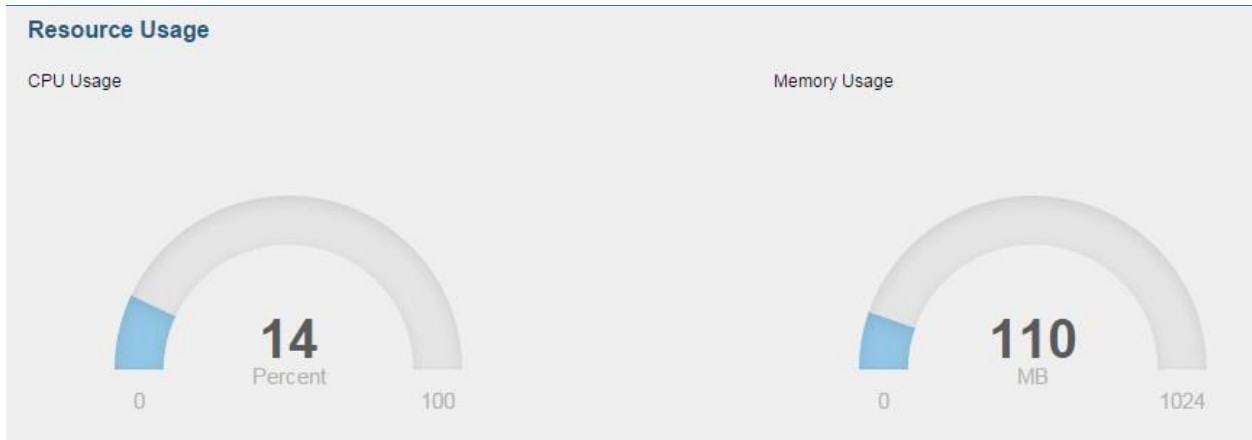 Resource Usage
CPU Usage
Memory Usage
14
Percent
0
100
110
MB
0
1024